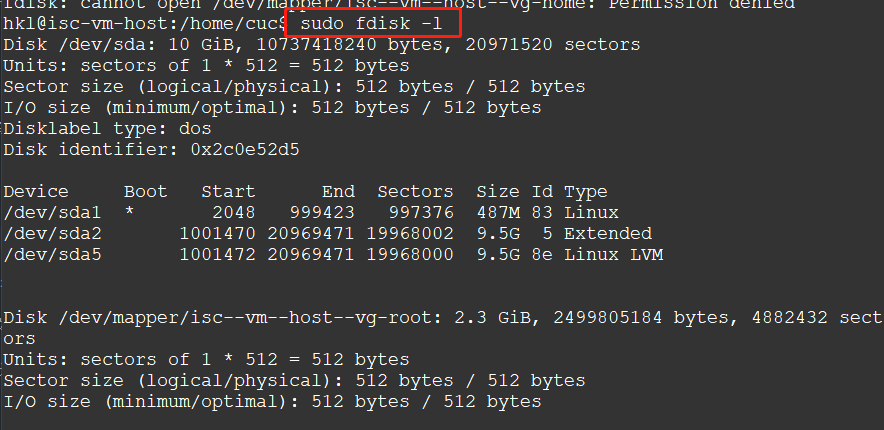 fdisk: cannot open /dev/mapper/isc--vm--host--vg-home: Permission denied
hkl@isc-vm-host:/home/cuc$ sudo fdisk -l
Disk /dev/sda: 10 GiB, 10737418240 bytes, 20971520 sectors
Units: sectors of 1 * 512 = 512 bytes
Sector size (logical/physical): 512 bytes / 512 bytes
I/O size (minimum/optimal): 512 bytes / 512 bytes
Disklabel type: dos
Disk identifier: 0x2c0e52d5
Device     Boot   Start      End  Sectors  Size Id Type
/dev/sda1  *       2048   999423   997376  487M 83 Linux
/dev/sda2       1001470 20969471 19968002  9.5G  5 Extended
/dev/sda5       1001472 20969471 19968000  9.5G 8e Linux LVM
Disk /dev/mapper/isc--vm--host--vg-root: 2.3 GiB, 2499805184 bytes, 4882432 sect
ors
Units: sectors of 1 * 512 = 512 bytes
Sector size (logical/physical): 512 bytes / 512 bytes
I/O size (minimum/optimal): 512 bytes / 512 bytes